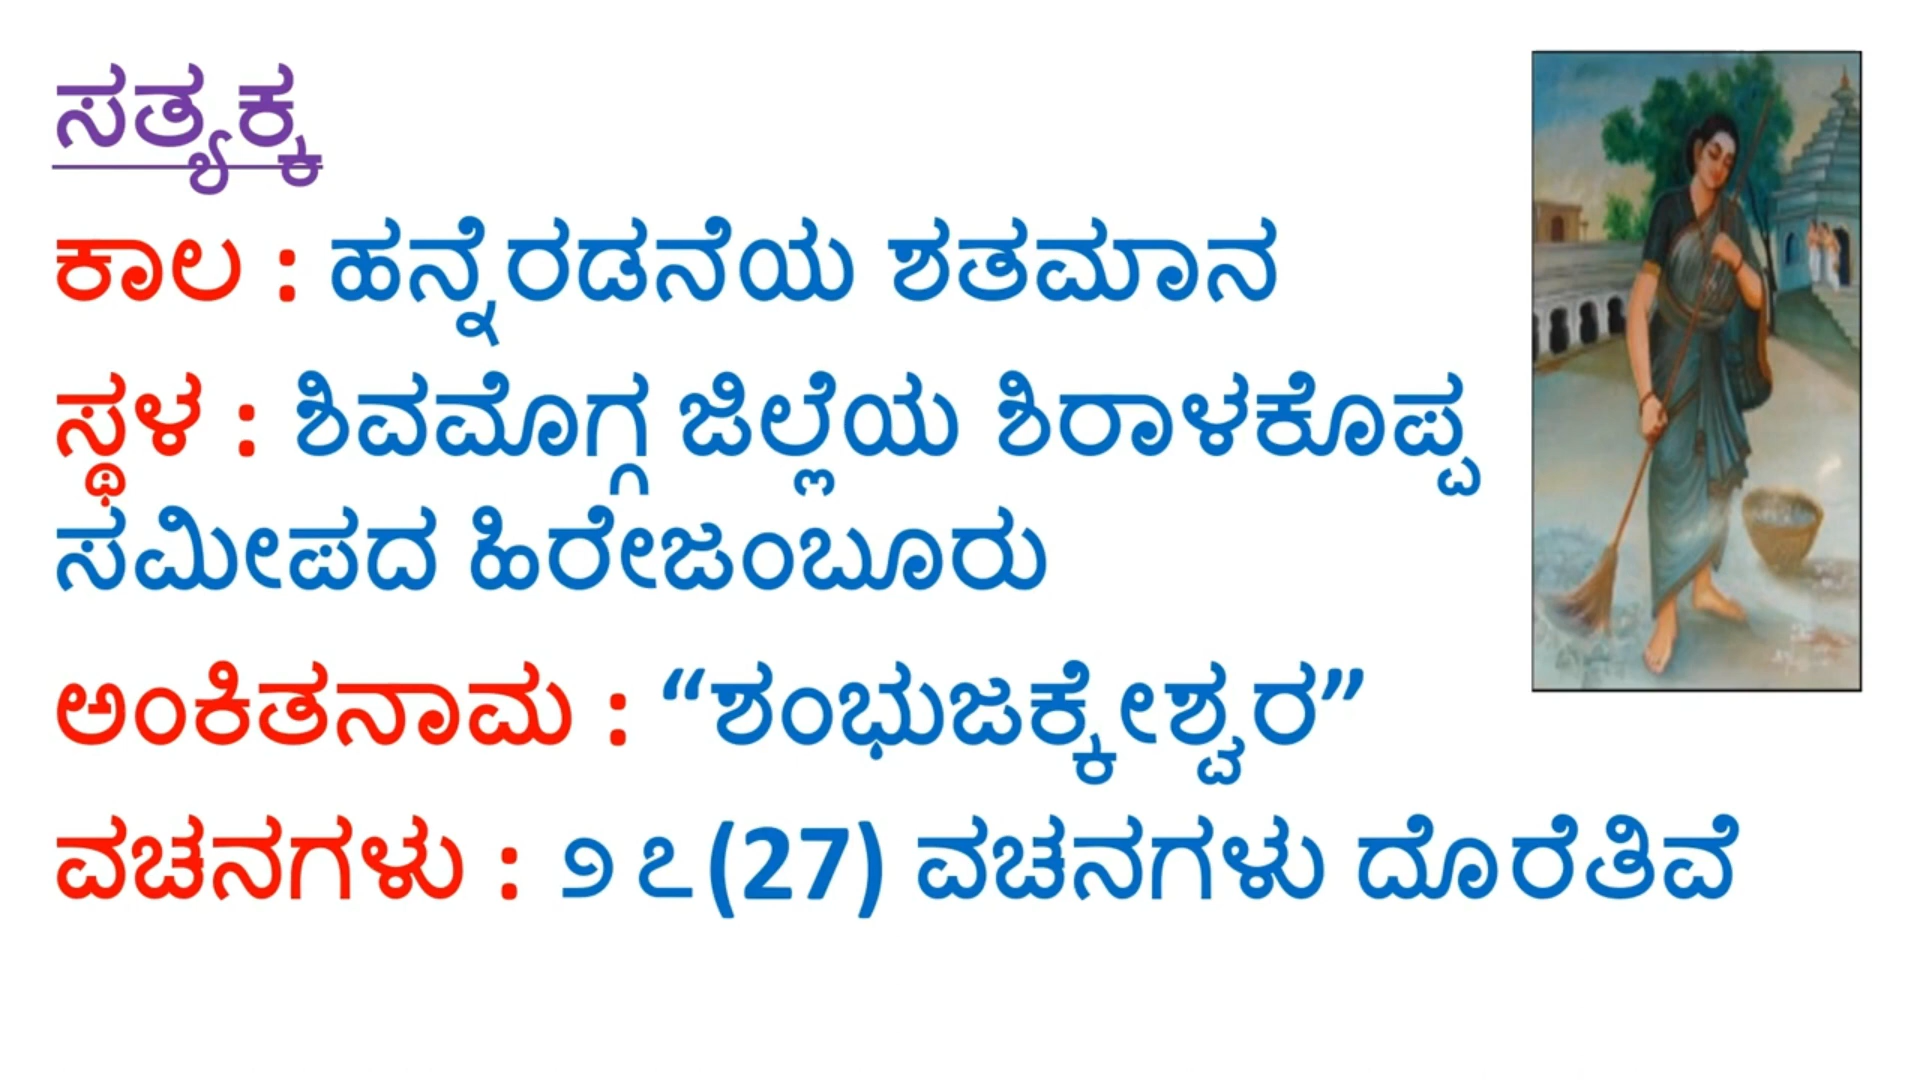 ಸತ್ಯಕ್ಕ
ಕಾಲ : ಹನ್ನೆರಡನೆಯ ಶತಮಾನ
ಸ್ಥಳ : ಶಿವಮೊಗ್ಗ ಜಿಲ್ಲೆಯ ಶಿರಾಳಕೊಪ್ಪ
ಸಮೀಪದ ಹಿರೇಜಂಬೂರು
ಅಂಕಿತನಾಮ : “ಶಂಭುಜಕ್ಕೇಶ್ವರ”
ವಚನಗಳು : ೨೭(27) ವಚನಗಳು ದೊರೆತಿವೆ